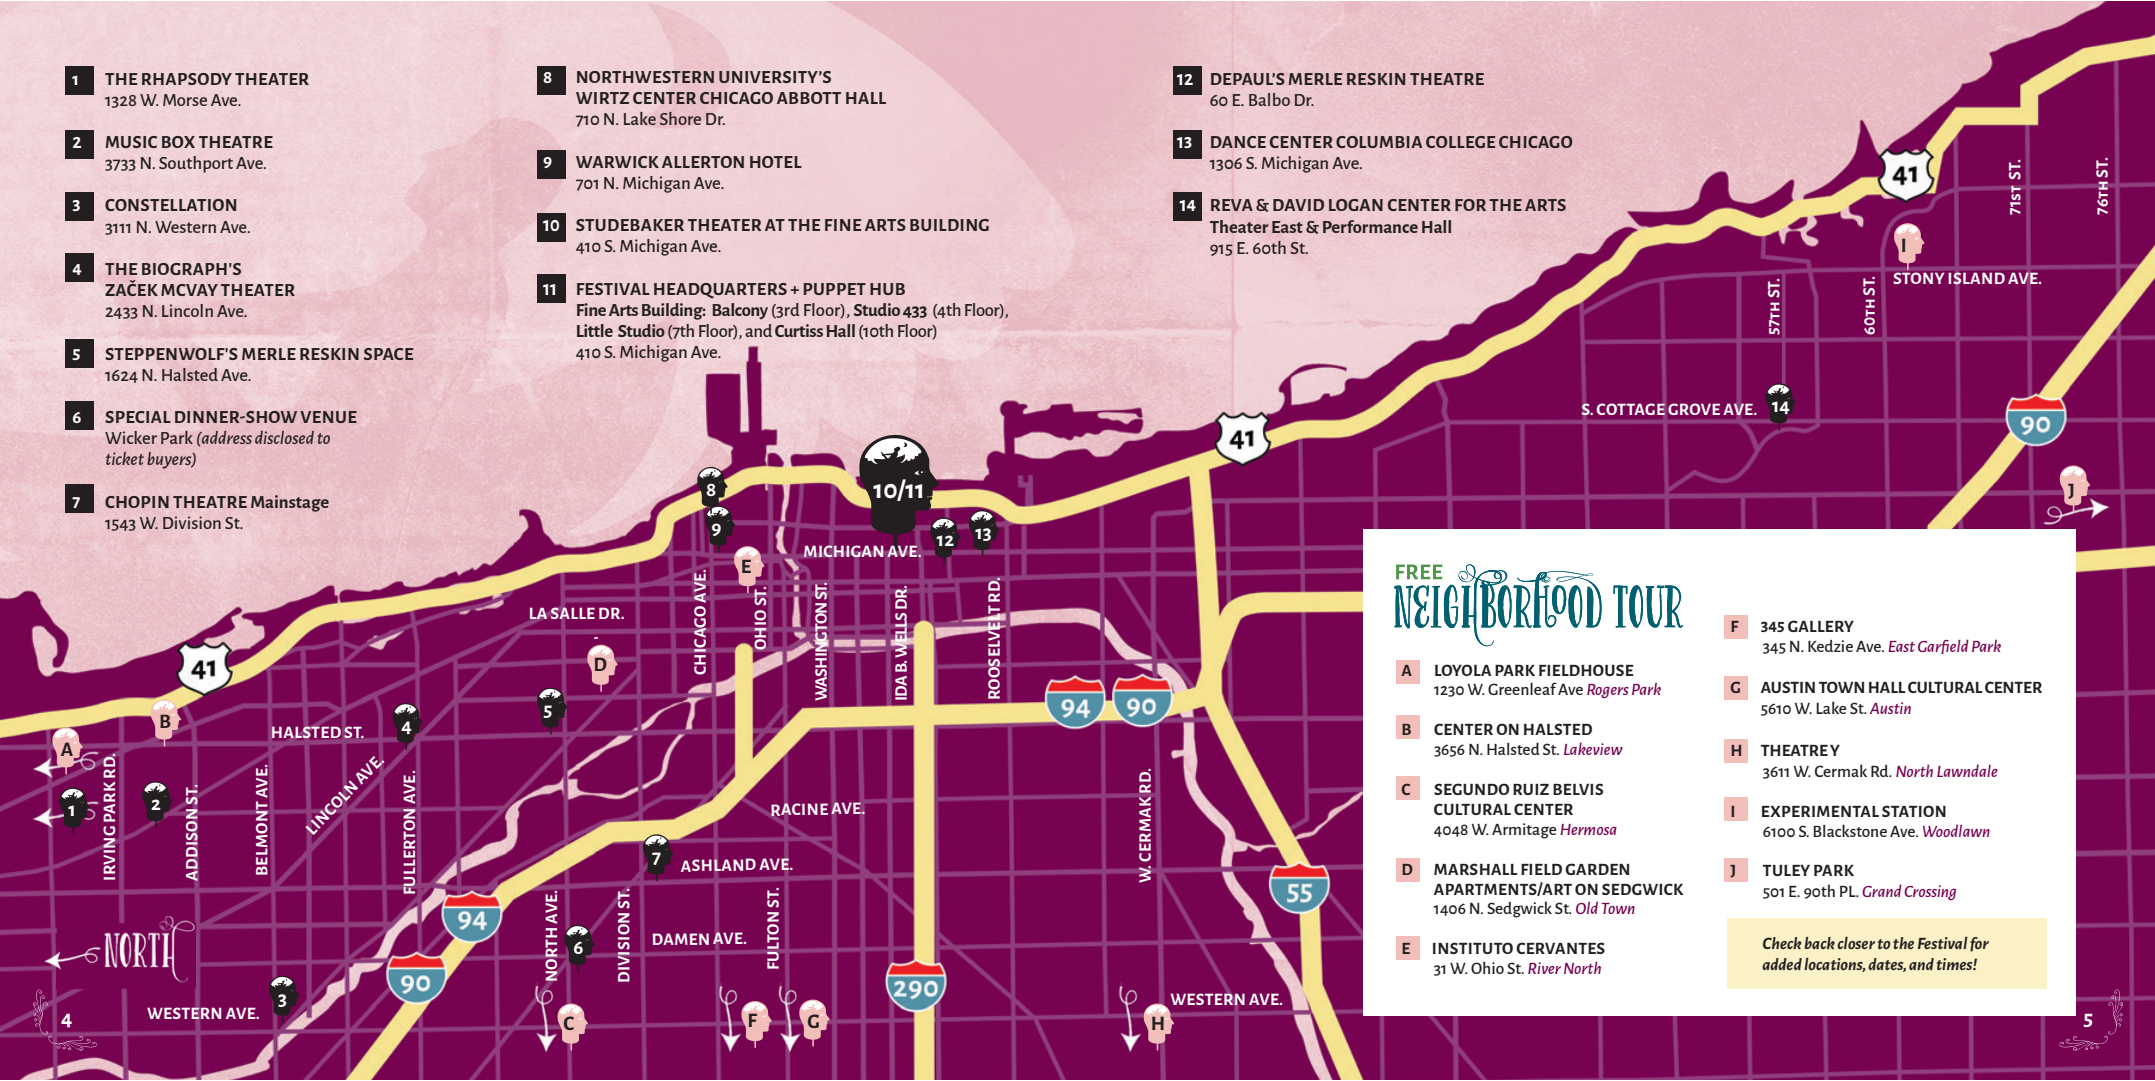 1 THE RHAPSODY THEATER
1328 W. Morse Ave.
2 MUSIC BOX THEATRE
3733 N. Southport Ave.
3 CONSTELLATION
3111 N. Western Ave.
4 THE BIOGRAPH'S
ZAČEK MCVAY THEATER
2433 N. Lincoln Ave.
5 STEPPENWOLF'S MERLE RESKIN SPACE
1624 N. Halsted Ave.
6 SPECIAL DINNER-SHOW VENUE
Wicker Park (address disclosed to
ticket buyers)
7 CHOPIN THEATRE Mainstage
1543 W. Division St.
8 NORTHWESTERN UNIVERSITY'S
WIRTZ CENTER CHICAGO ABBOTT HALL
710 N. Lake Shore Dr.
9 WARWICK ALLERTON HOTEL
701 N. Michigan Ave.
10 STUDEBAKER THEATER AT THE FINE ARTS BUILDING
410 S. Michigan Ave.
11 FESTIVAL HEADQUARTERS + PUPPET HUB
Fine Arts Building: Balcony (3rd Floor), Studio 433 (4th Floor),
Little Studio (7th Floor), and Curtiss Hall (10th Floor)
410 S. Michigan Ave.
12 DEPAUL'S MERLE RESKIN THEATRE
60 E. Balbo Dr.
13 DANCE CENTER COLUMBIA COLLEGE CHICAGO
1306 S. Michigan Ave.
14 REVA & DAVID LOGAN CENTER FOR THE ARTS
Theater East & Performance Hall
915 E. 60th St.
41
71ST ST.
76TH ST.
I
STONY ISLAND AVE.
57TH ST.
60TH ST.
S. COTTAGE GROVE AVE.
14
90
J
41
8
9
10/11
12
13
MICHIGAN AVE.
E
CHICAGO AVE.
OHIO ST.
WASHINGTON ST.
IDA B. WELLS DR.
ROOSEVELT RD.
LA SALLE DR.
D
41
B
A
1
2
HALSTED ST.
4
5
94
90
IRVING PARK RD.
ADDISON ST.
BELMONT AVE.
LINCOLN AVE.
FULLERTON AVE.
RACINE AVE.
W. CERMAK RD.
7
ASHLAND AVE.
55
94
NORTH AVE.
DIVISION ST.
FULTON ST.
6
DAMEN AVE.
NORTH
90
290
3
WESTERN AVE.
C
F
G
H
WESTERN AVE.
4
FREE
NEIGHBORHOOD TOUR
A LOYOLA PARK FIELDHOUSE
1230 W. Greenleaf Ave Rogers Park
B CENTER ON HALSTED
3656 N. Halsted St. Lakeview
C SEGUNDO RUIZ BELVIS
CULTURAL CENTER
4048 W. Armitage Hermosa
D MARSHALL FIELD GARDEN
APARTMENTS/ART ON SEDGWICK
1406 N. Sedgwick St. Old Town
E INSTITUTO CERVANTES
31 W. Ohio St. River North
F 345 GALLERY
345 N. Kedzie Ave. East Garfield Park
G AUSTIN TOWN HALL CULTURAL CENTER
5610 W. Lake St. Austin
H THEATRE Y
3611 W. Cermak Rd. North Lawndale
I EXPERIMENTAL STATION
6100 S. Blackstone Ave. Woodlawn
J TULEY PARK
501 E. 90th PL. Grand Crossing
Check back closer to the Festival for
added locations, dates, and times!
5